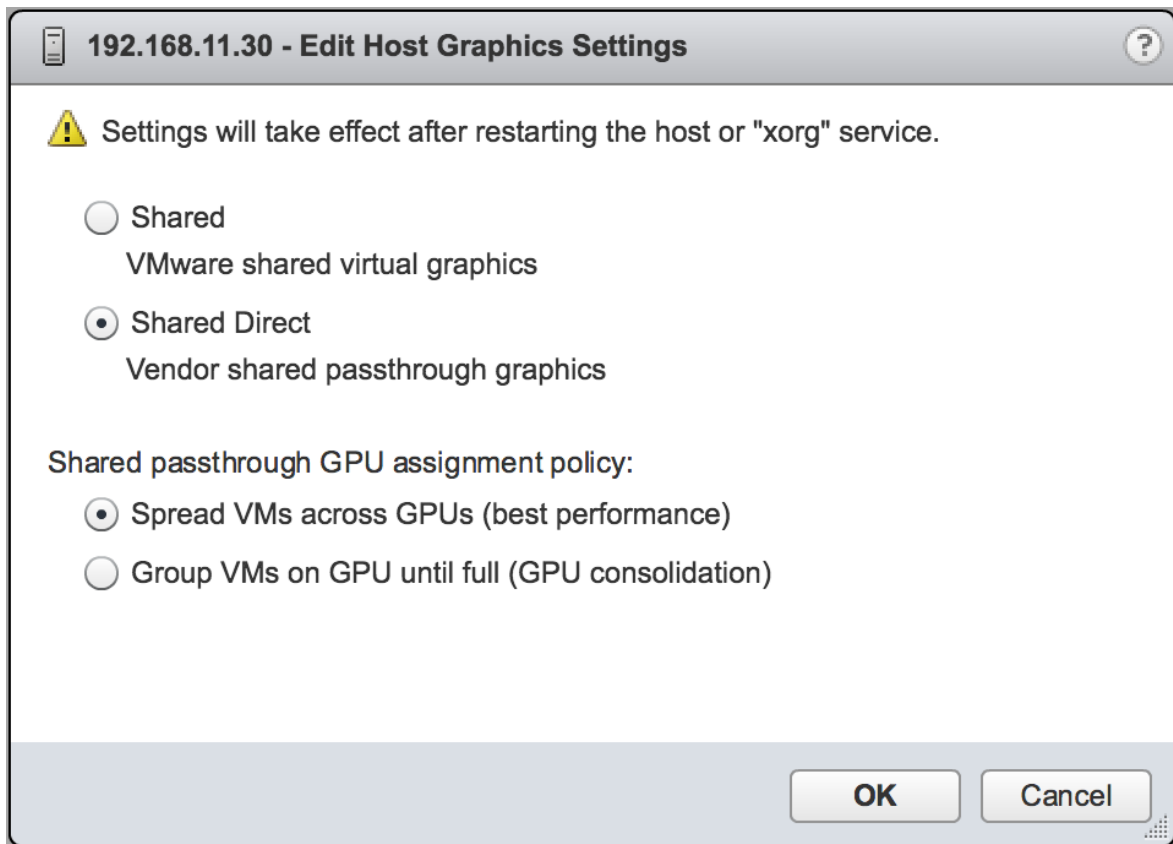 192.168.11.30 - Edit Host Graphics Settings
?
Settings will take effect after restarting the host or "xorg" service.
Shared
VMware shared virtual graphics
Shared Direct
Vendor shared passthrough graphics
Shared passthrough GPU assignment policy:
Spread VMs across GPUs (best performance)
Group VMs on GPU until full (GPU consolidation)
OK
Cancel